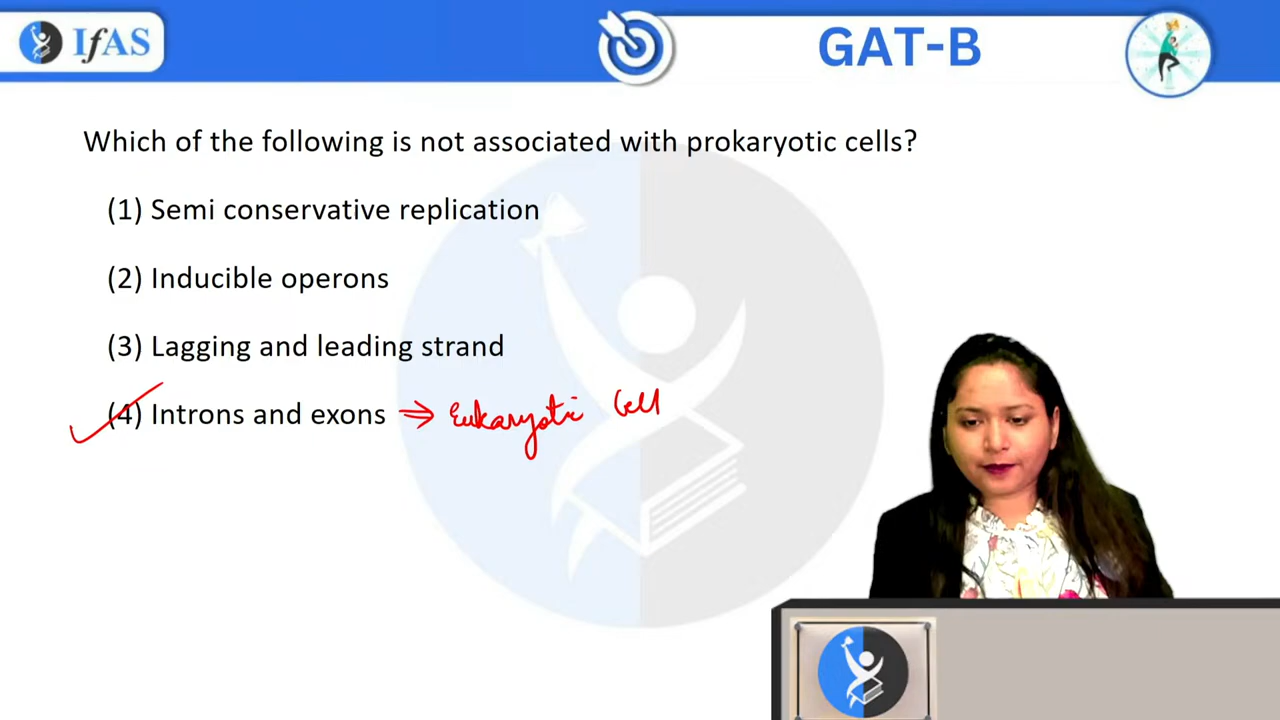 IfAS
GAT-B
Which of the following is not associated with prokaryotic cells?
(1) Semi conservative replication
(2) Inducible operons
(3) Lagging and leading strand
(4) Introns and exons ⇒ Eukaryotic Cell